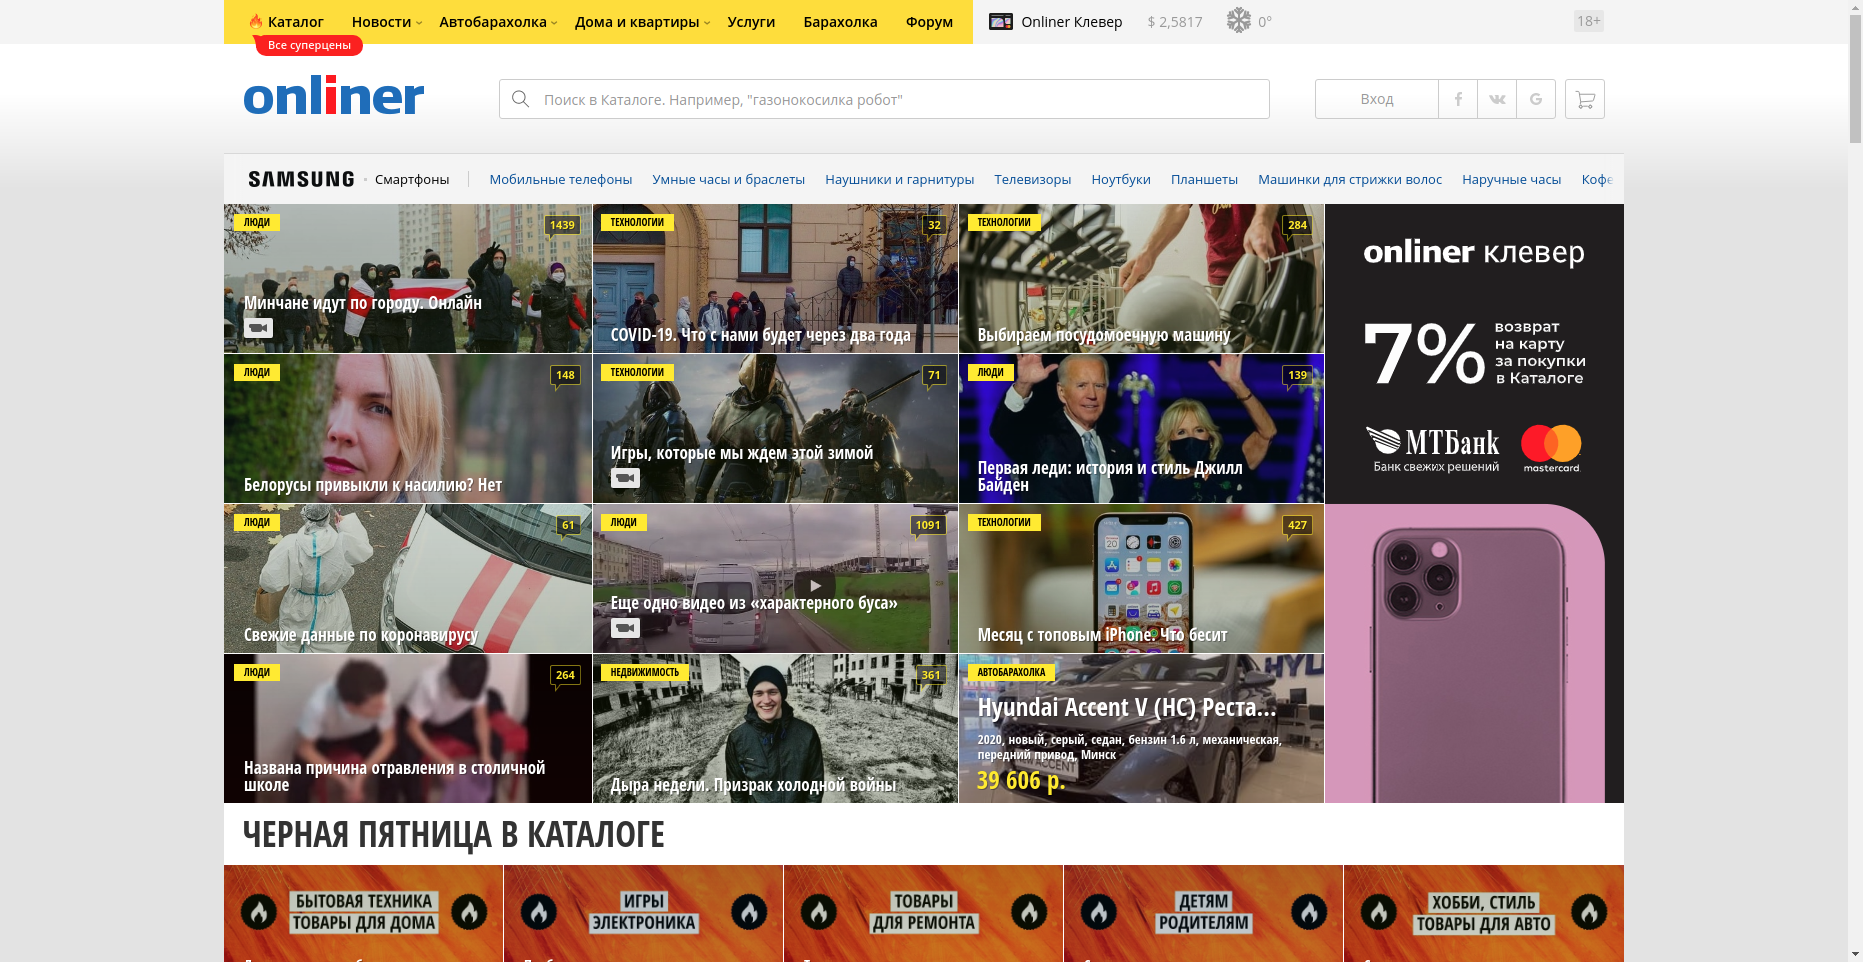 Каталог Новости Автобарахолка Дома и квартиры Услуги Барахолка Форум Onliner Клевер $ 2,5817 0° 18+
Все суперцены
onliner
Поиск в Каталоге. Например, "газонокосилка робот"
Вход
SAMSUNG Смартфоны Мобильные телефоны Умные часы и браслеты Наушники и гарнитуры Телевизоры Ноутбуки Планшеты Машинки для стрижки волос Наручные часы Кофе
ЛЮДИ
1439
Минчане идут по городу. Онлайн
ТЕХНОЛОГИИ
32
COVID-19. Что с нами будет через два года
ТЕХНОЛОГИИ
284
Выбираем посудомоечную машину
onliner клевер
7%
возврат
на карту
за покупки
в Каталоге
МТБанк
Банк свежих решений
mastercard.
ЛЮДИ
148
Белорусы привыкли к насилию? Нет
ТЕХНОЛОГИИ
71
Игры, которые мы ждем этой зимой
ЛЮДИ
139
Первая леди: история и стиль Джилл
Байден
ЛЮДИ
61
Свежие данные по коронавирусу
ЛЮДИ
1091
Еще одно видео из «характерного буса»
ТЕХНОЛОГИИ
427
Месяц с топовым iPhone. Что бесит
ЛЮДИ
264
Названа причина отравления в столичной
школе
НЕДВИЖИМОСТЬ
361
Дыра недели. Призрак холодной войны
АВТОБАРАХОЛКА
Hyundai Accent V (HC) Реста...
2020, новый, серый, седан, бензин 1.6 л, механическая,
передний привод, Минск
39 606 р.
ЧЕРНАЯ ПЯТНИЦА В КАТАЛОГЕ
БЫТОВАЯ ТЕХНИКА
ТОВАРЫ ДЛЯ ДОМА
ИГРЫ
ЭЛЕКТРОНИКА
ТОВАРЫ
ДЛЯ РЕМОНТА
ДЕТЯМ
РОДИТЕЛЯМ
ХОББИ, СТИЛЬ
ТОВАРЫ ДЛЯ АВТО